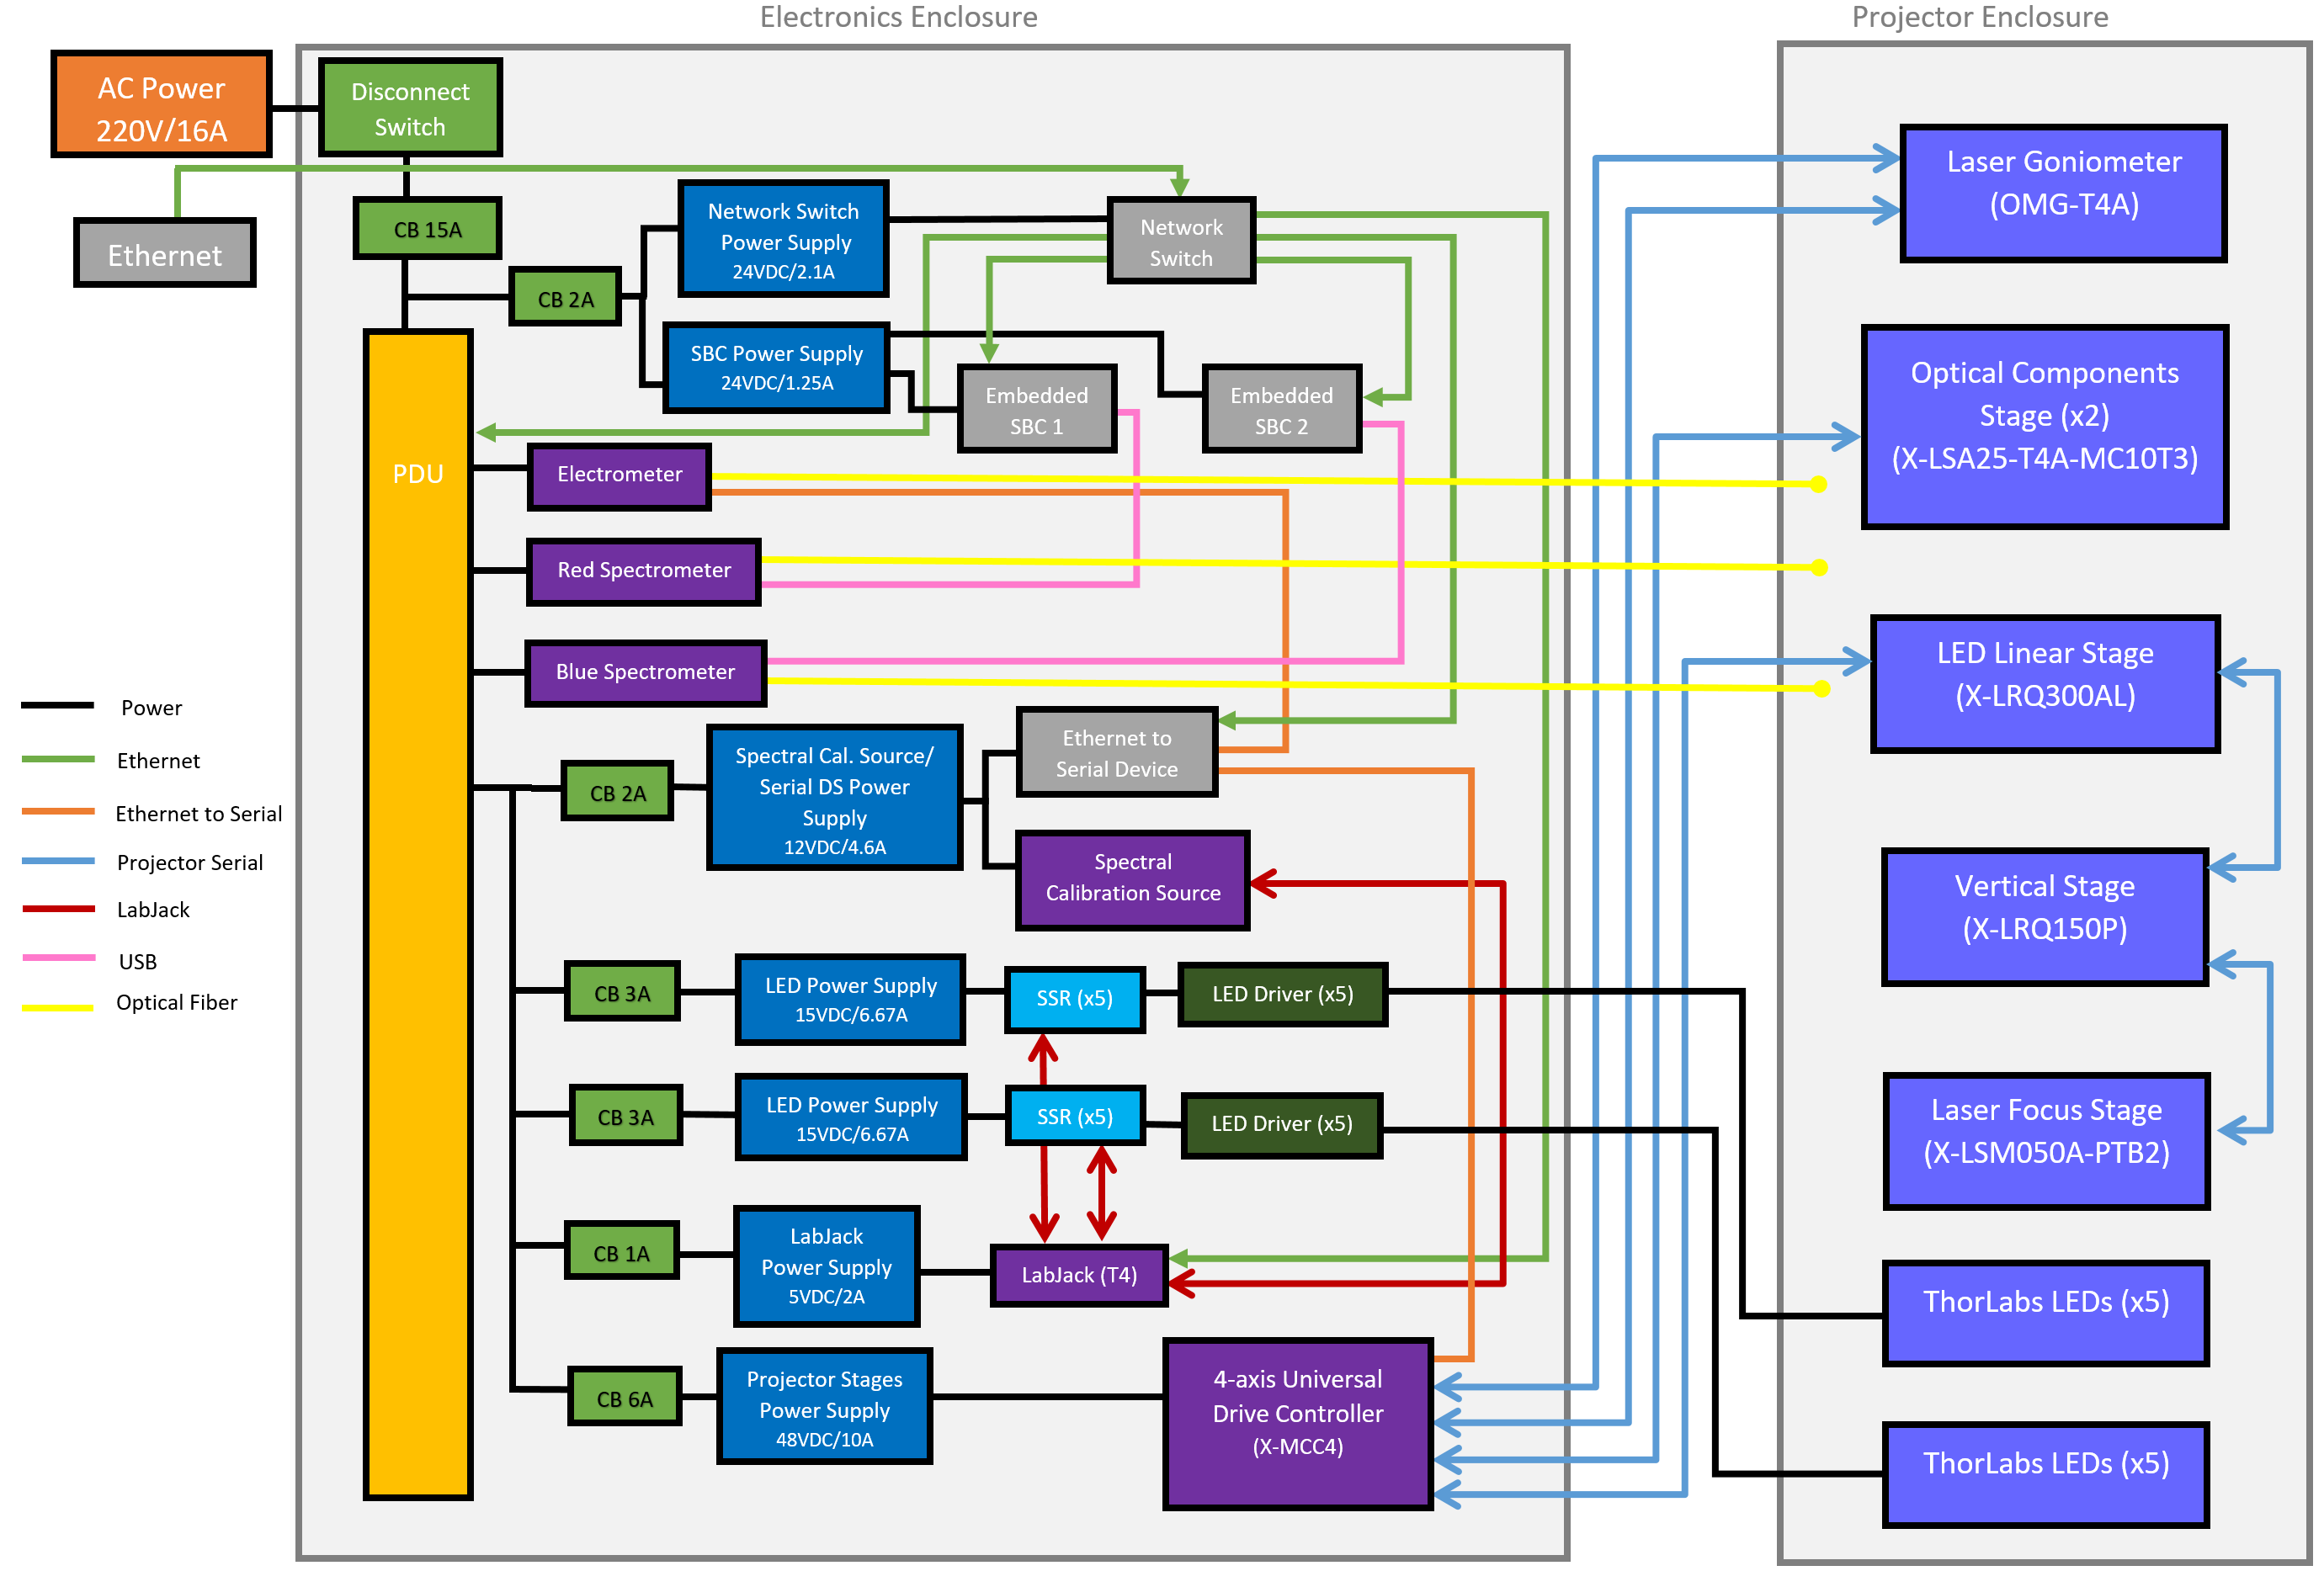 Electronics Enclosure
Projector Enclosure
AC Power
220V/16A
Disconnect
Switch
Ethernet
CB 15A
CB 2A
Network Switch
Power Supply
24VDC/2.1A
Network
Switch
SBC Power Supply
24VDC/1.25A
Embedded
SBC 1
Embedded
SBC 2
PDU
Electrometer
Red Spectrometer
Blue Spectrometer
CB 2A
Spectral Cal. Source/
Serial DS Power
Supply
12VDC/4.6A
Ethernet to
Serial Device
Spectral
Calibration Source
CB 3A
LED Power Supply
15VDC/6.67A
SSR (x5)
LED Driver (x5)
CB 3A
LED Power Supply
15VDC/6.67A
SSR (x5)
LED Driver (x5)
CB 1A
LabJack
Power Supply
5VDC/2A
LabJack (T4)
CB 6A
Projector Stages
Power Supply
48VDC/10A
4-axis Universal
Drive Controller
(X-MCC4)
Laser Goniometer
(OMG-T4A)
Optical Components
Stage (x2)
(X-LSA25-T4A-MC10T3)
LED Linear Stage
(X-LRQ300AL)
Vertical Stage
(X-LRQ150P)
Laser Focus Stage
(X-LSM050A-PTB2)
ThorLabs LEDs (x5)
ThorLabs LEDs (x5)
Power
Ethernet
Ethernet to Serial
Projector Serial
LabJack
USB
Optical Fiber